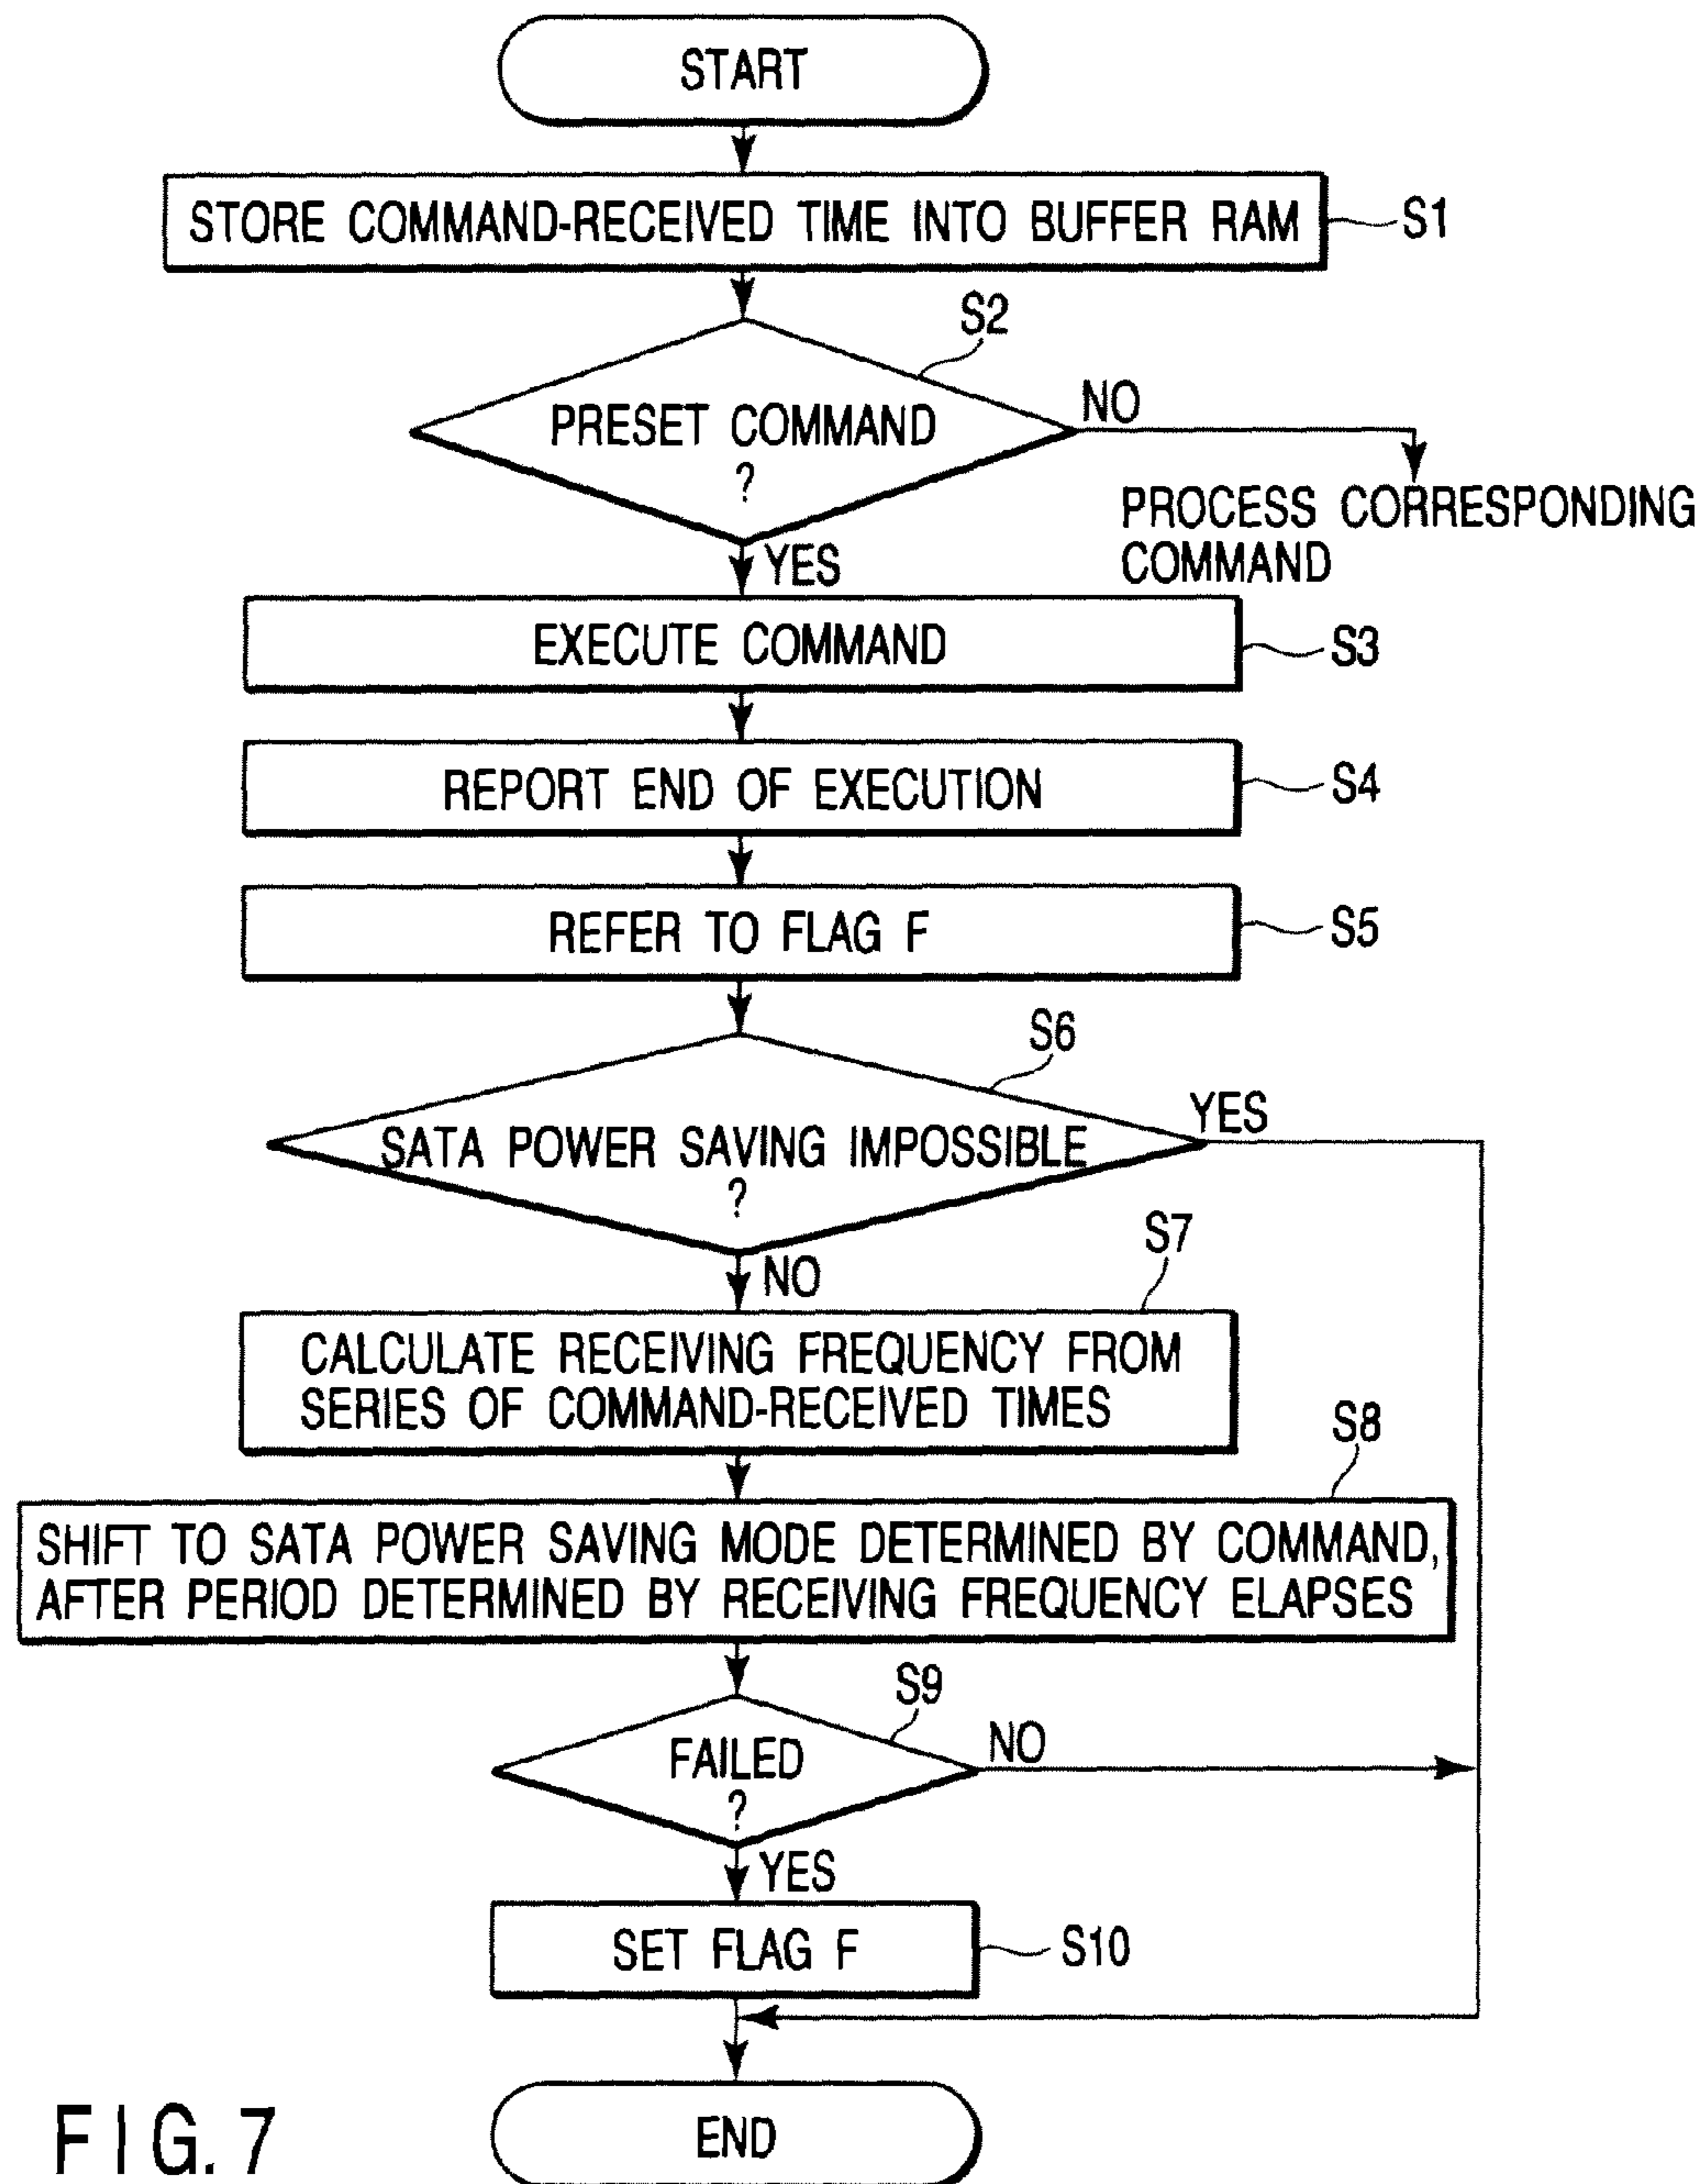 START
STORE COMMAND-RECEIVED TIME INTO BUFFER RAM
S1
S2
PRESET COMMAND
?
NO
PROCESS CORRESPONDING
COMMAND
YES
EXECUTE COMMAND
S3
REPORT END OF EXECUTION
S4
REFER TO FLAG F
S5
S6
SATA POWER SAVING IMPOSSIBLE
?
YES
NO
S7
CALCULATE RECEIVING FREQUENCY FROM
SERIES OF COMMAND-RECEIVED TIMES
S8
SHIFT TO SATA POWER SAVING MODE DETERMINED BY COMMAND,
AFTER PERIOD DETERMINED BY RECEIVING FREQUENCY ELAPSES
S9
FAILED
?
NO
YES
SET FLAG F
S10
END
FIG. 7